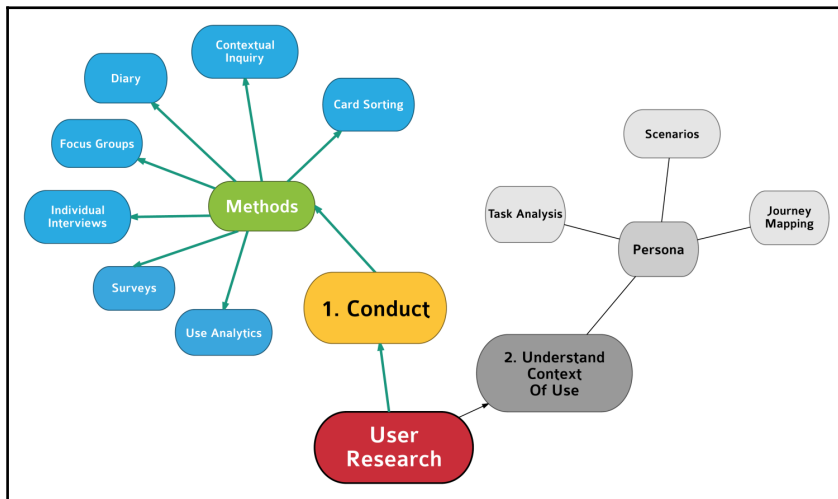 Contextual
Inquiry
Diary
Card Sorting
Focus Groups
Individual
Interviews
Methods
Surveys
Use Analytics
1. Conduct
Scenarios
Task Analysis
Journey
Mapping
Persona
2. Understand
Context
Of Use
User
Research